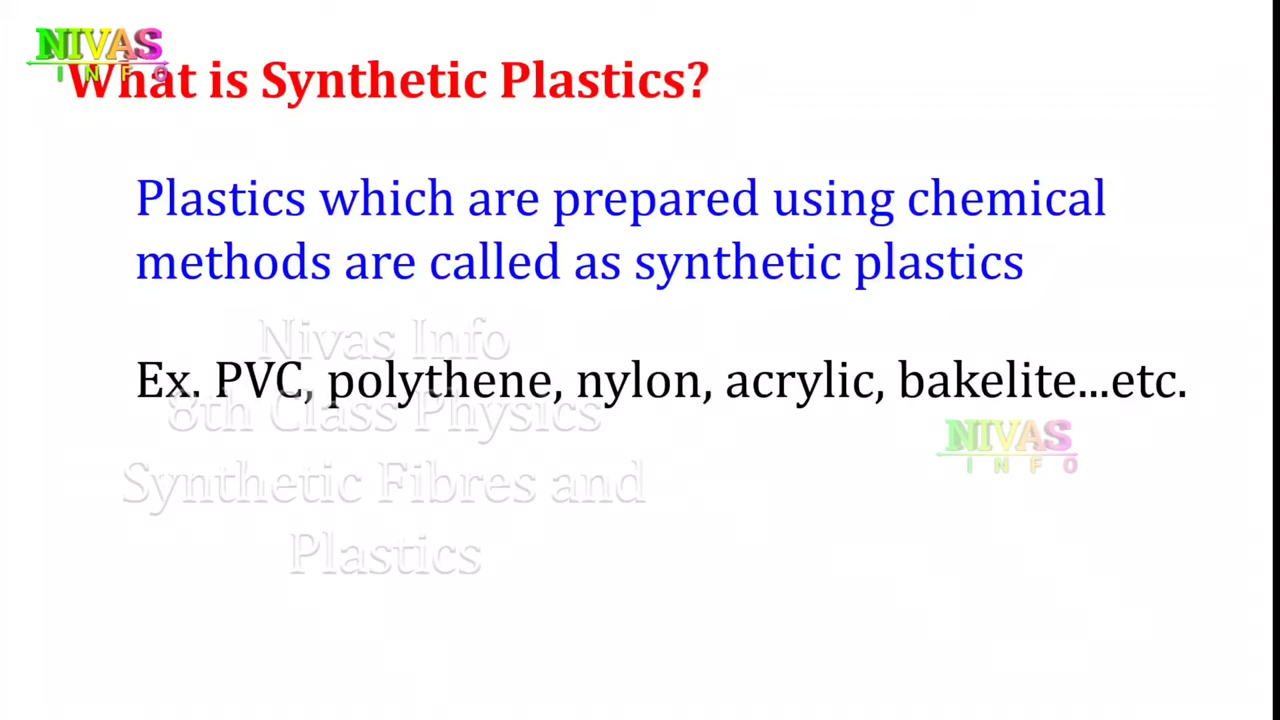 NIVAS
INFO
What is Synthetic Plastics?
Plastics which are prepared using chemical
methods are called as synthetic plastics
Nivas Info
Ex. PVC, polythene, nylon, acrylic, bakelite...etc.
8th Class Physics
NIVAS
INFO
Synthetic Fibres and
Plastics